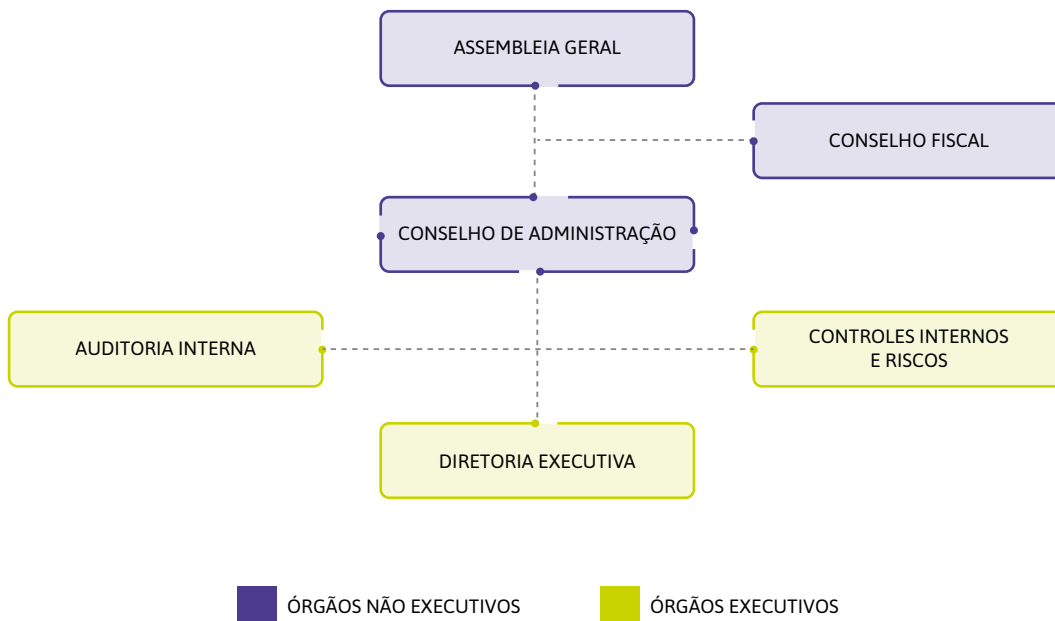 ASSEMBLEIA GERAL
CONSELHO FISCAL
CONSELHO DE ADMINISTRAÇÃO
AUDITORIA INTERNA
CONTROLES INTERNOS
E RISCOS
DIRETORIA EXECUTIVA
ÓRGÃOS NÃO EXECUTIVOS
ÓRGÃOS EXECUTIVOS